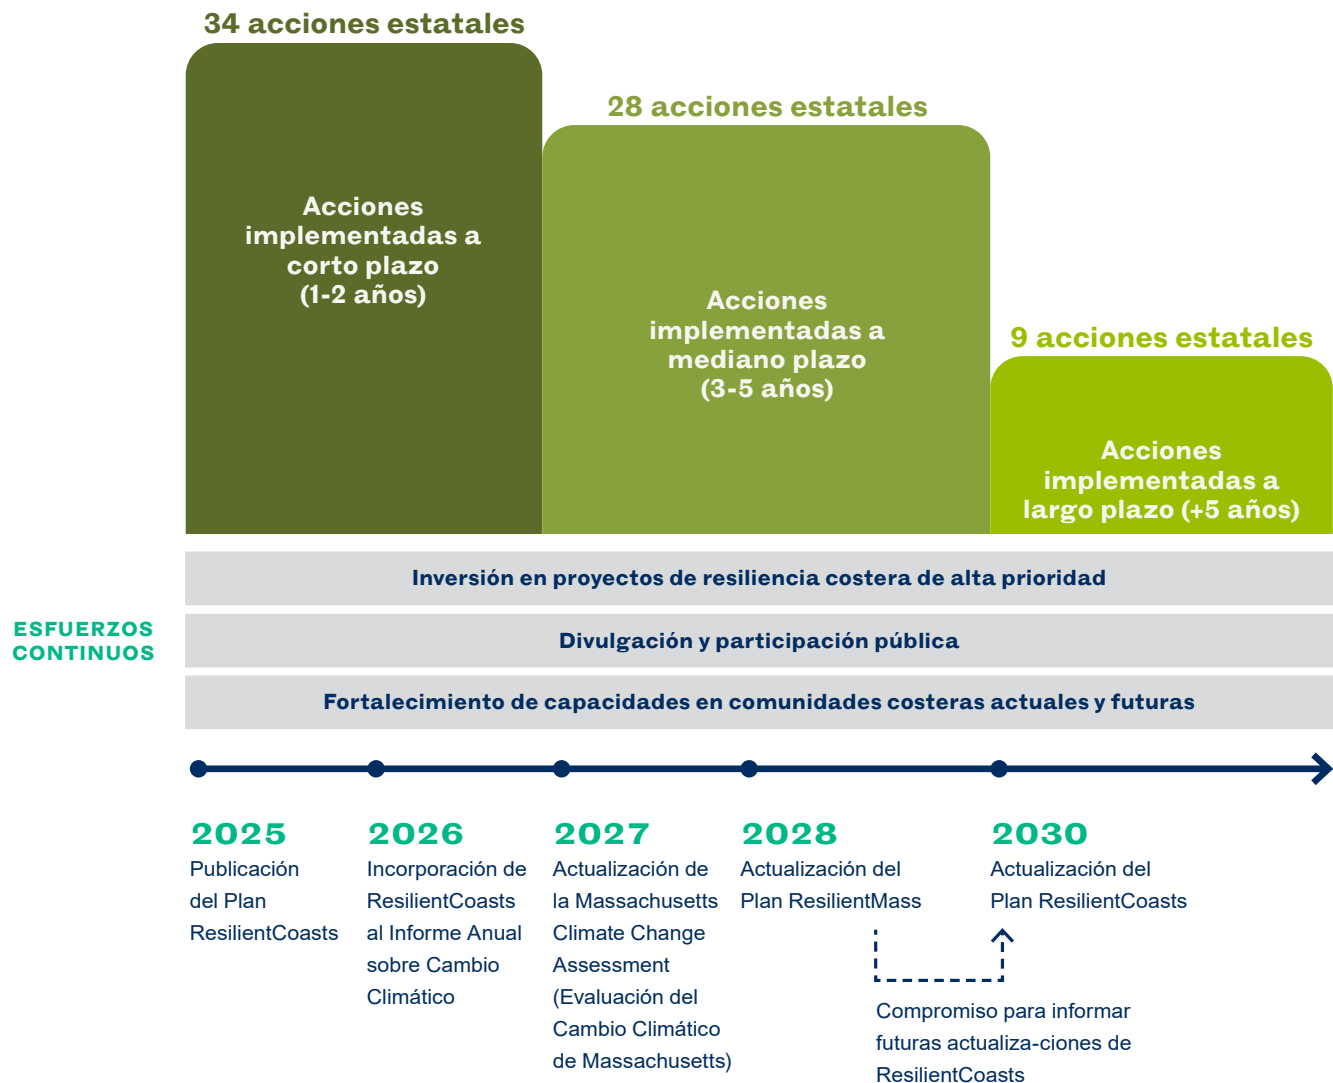 34 acciones estatales
Acciones
implementadas a
corto plazo
(1-2 años)
28 acciones estatales
Acciones
implementadas a
mediano plazo
(3-5 años)
9 acciones estatales
Acciones
implementadas a
largo plazo (+5 años)
ESFUERZOS
CONTINUOS
Inversión en proyectos de resiliencia costera de alta prioridad
Divulgación y participación pública
Fortalecimiento de capacidades en comunidades costeras actuales y futuras
2025
Publicación
del Plan
ResilientCoasts
2026
Incorporación de
ResilientCoasts
al Informe Anual
sobre Cambio
Climático
2027
Actualización de
la Massachusetts
Climate Change
Assessment
(Evaluación del
Cambio Climático
de Massachusetts)
2028
Actualización del
Plan ResilientMass
2030
Actualización del
Plan ResilientCoasts
Compromiso para informar
futuras actualiza-ciones de
ResilientCoasts